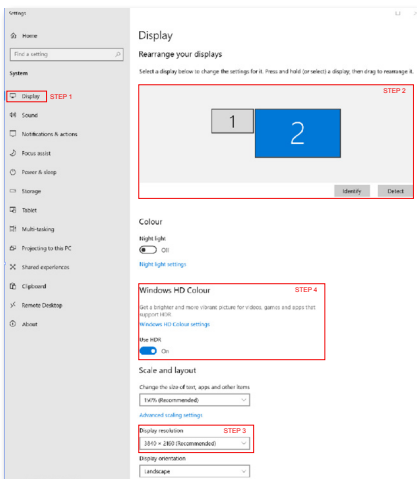 Settings
Home
Find a setting
System
Display STEP 1
Sound
Notifications & actions
Focus assist
Power & sleep
Storage
Tablet
Multi-tasking
Projecting to this PC
Shared experiences
Clipboard
Remote Desktop
About
Display
Rearrange your displays
Select a display below to change the settings for it. Press and hold (or select) a display, then drag to rearrange it.
STEP 2
1
2
Identify Detect
Colour
Night light
Off
Night light settings
Windows HD Colour STEP 4
Get a brighter and more vibrant picture for videos, games and apps that
support HDR.
Windows HD Colour settings
Use HDR
On
Scale and layout
Change the size of text, apps and other items
150% (Recommended)
Advanced scaling settings
Display resolution STEP 3
3840 × 2160 (Recommended)
Display orientation
Landscape